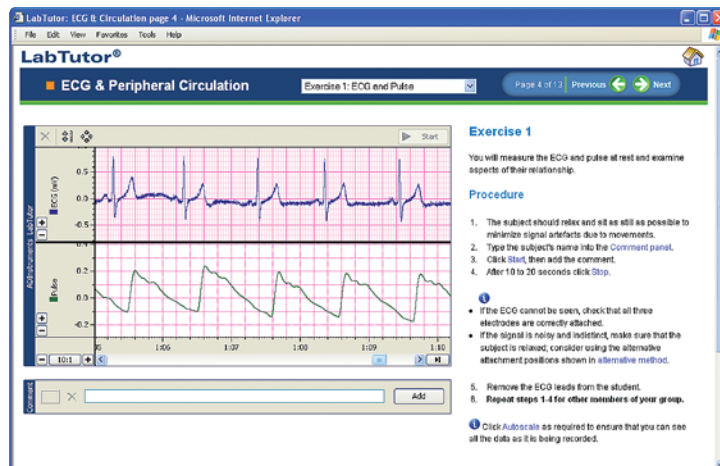 LabTutor: ECG & Circulation page 4 - Microsoft Internet Explorer
File Edit View Favorites Tools Help
LabTutor®
ECG & Peripheral Circulation
Exercise 1: ECG and Pulse
Page 4 of 13 Previous Next
Start
ADInstruments LabTutor
ECG (mV)
0.5
0.0
-0.5
Pulse
0.2
0.0
-0.2
05 1:06 1:07 1:08 1:09 1:10
10:1
Comment
Add
Exercise 1
You will measure the ECG and pulse at rest and examine
aspects of their relationship.
Procedure
1. The subject should relax and sit as still as possible to
minimize signal artefacts due to movements.
2. Type the subject's name into the Comment panel.
3. Click Start, then add the comment.
4. After 10 to 20 seconds click Stop.
• If the ECG cannot be seen, check that all three
electrodes are correctly attached.
• If the signal is noisy and indistinct, make sure that the
subject is relaxed; consider using the alternative
attachment positions shown in alternative method.
5. Remove the ECG leads from the student.
6. Repeat steps 1-4 for other members of your group.
Click Autoscale as required to ensure that you can see
all the data as it is being recorded.